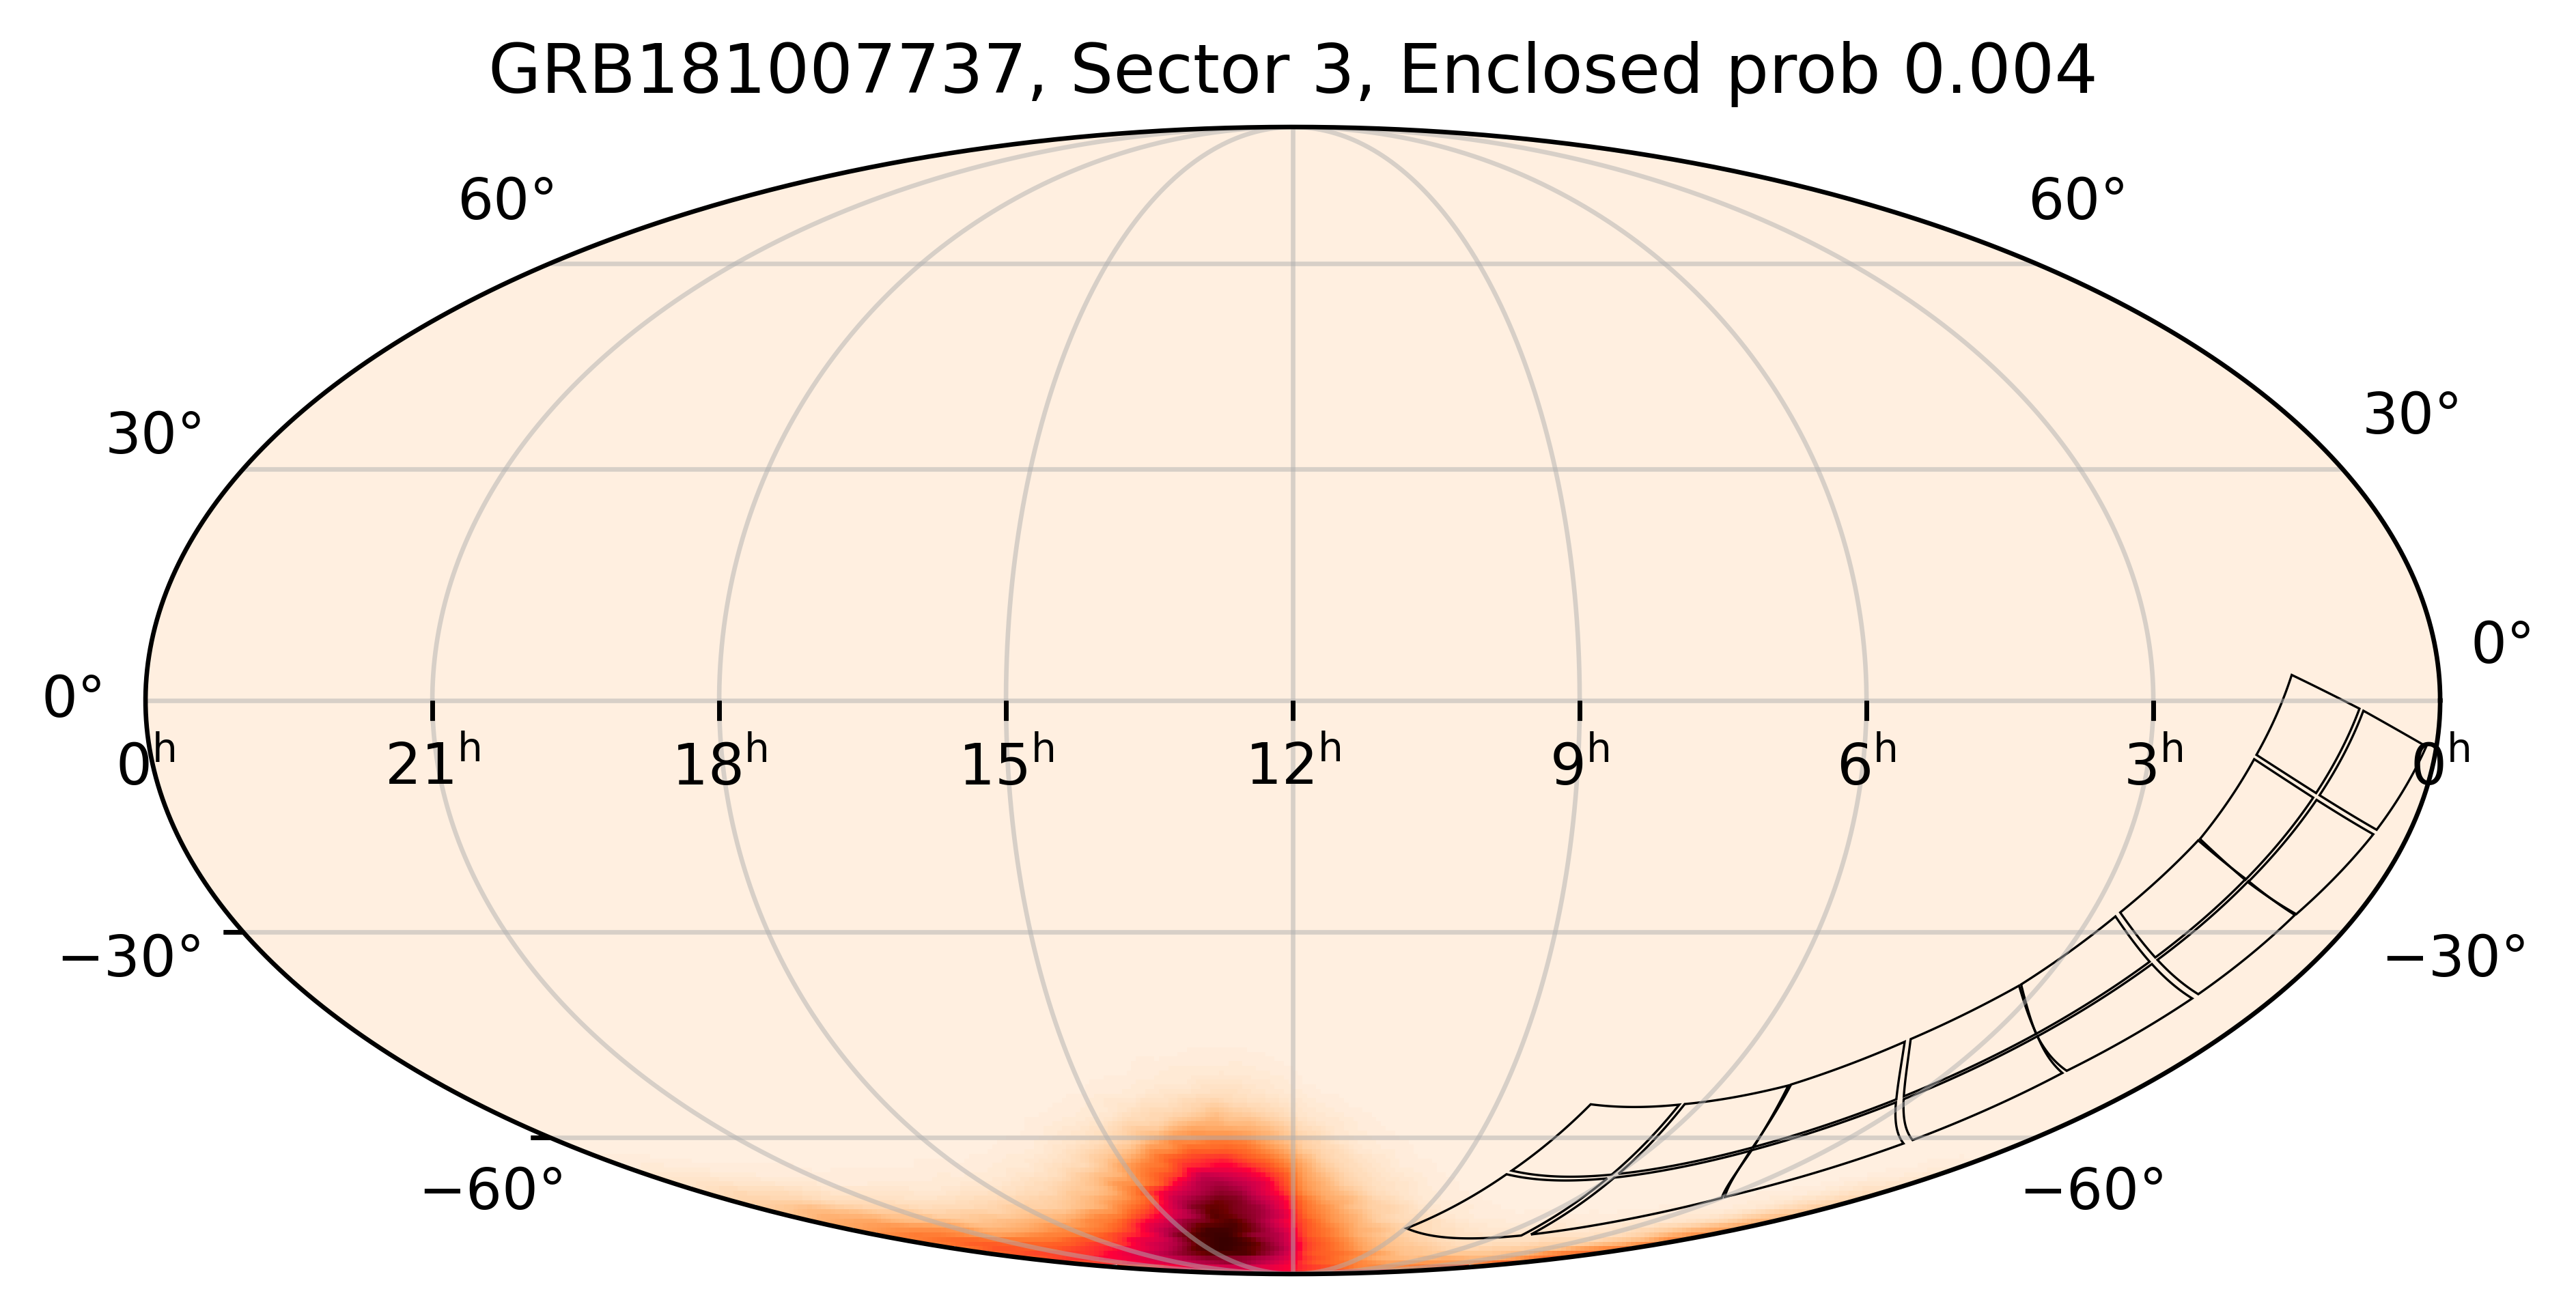 GRB181007737, Sector 3, Enclosed prob 0.004
60° 60°
30° 30°
0° 0°
0ʰ 21ʰ 18ʰ 15ʰ 12ʰ 9ʰ 6ʰ 3ʰ 0ʰ
−30° −30°
−60° −60°